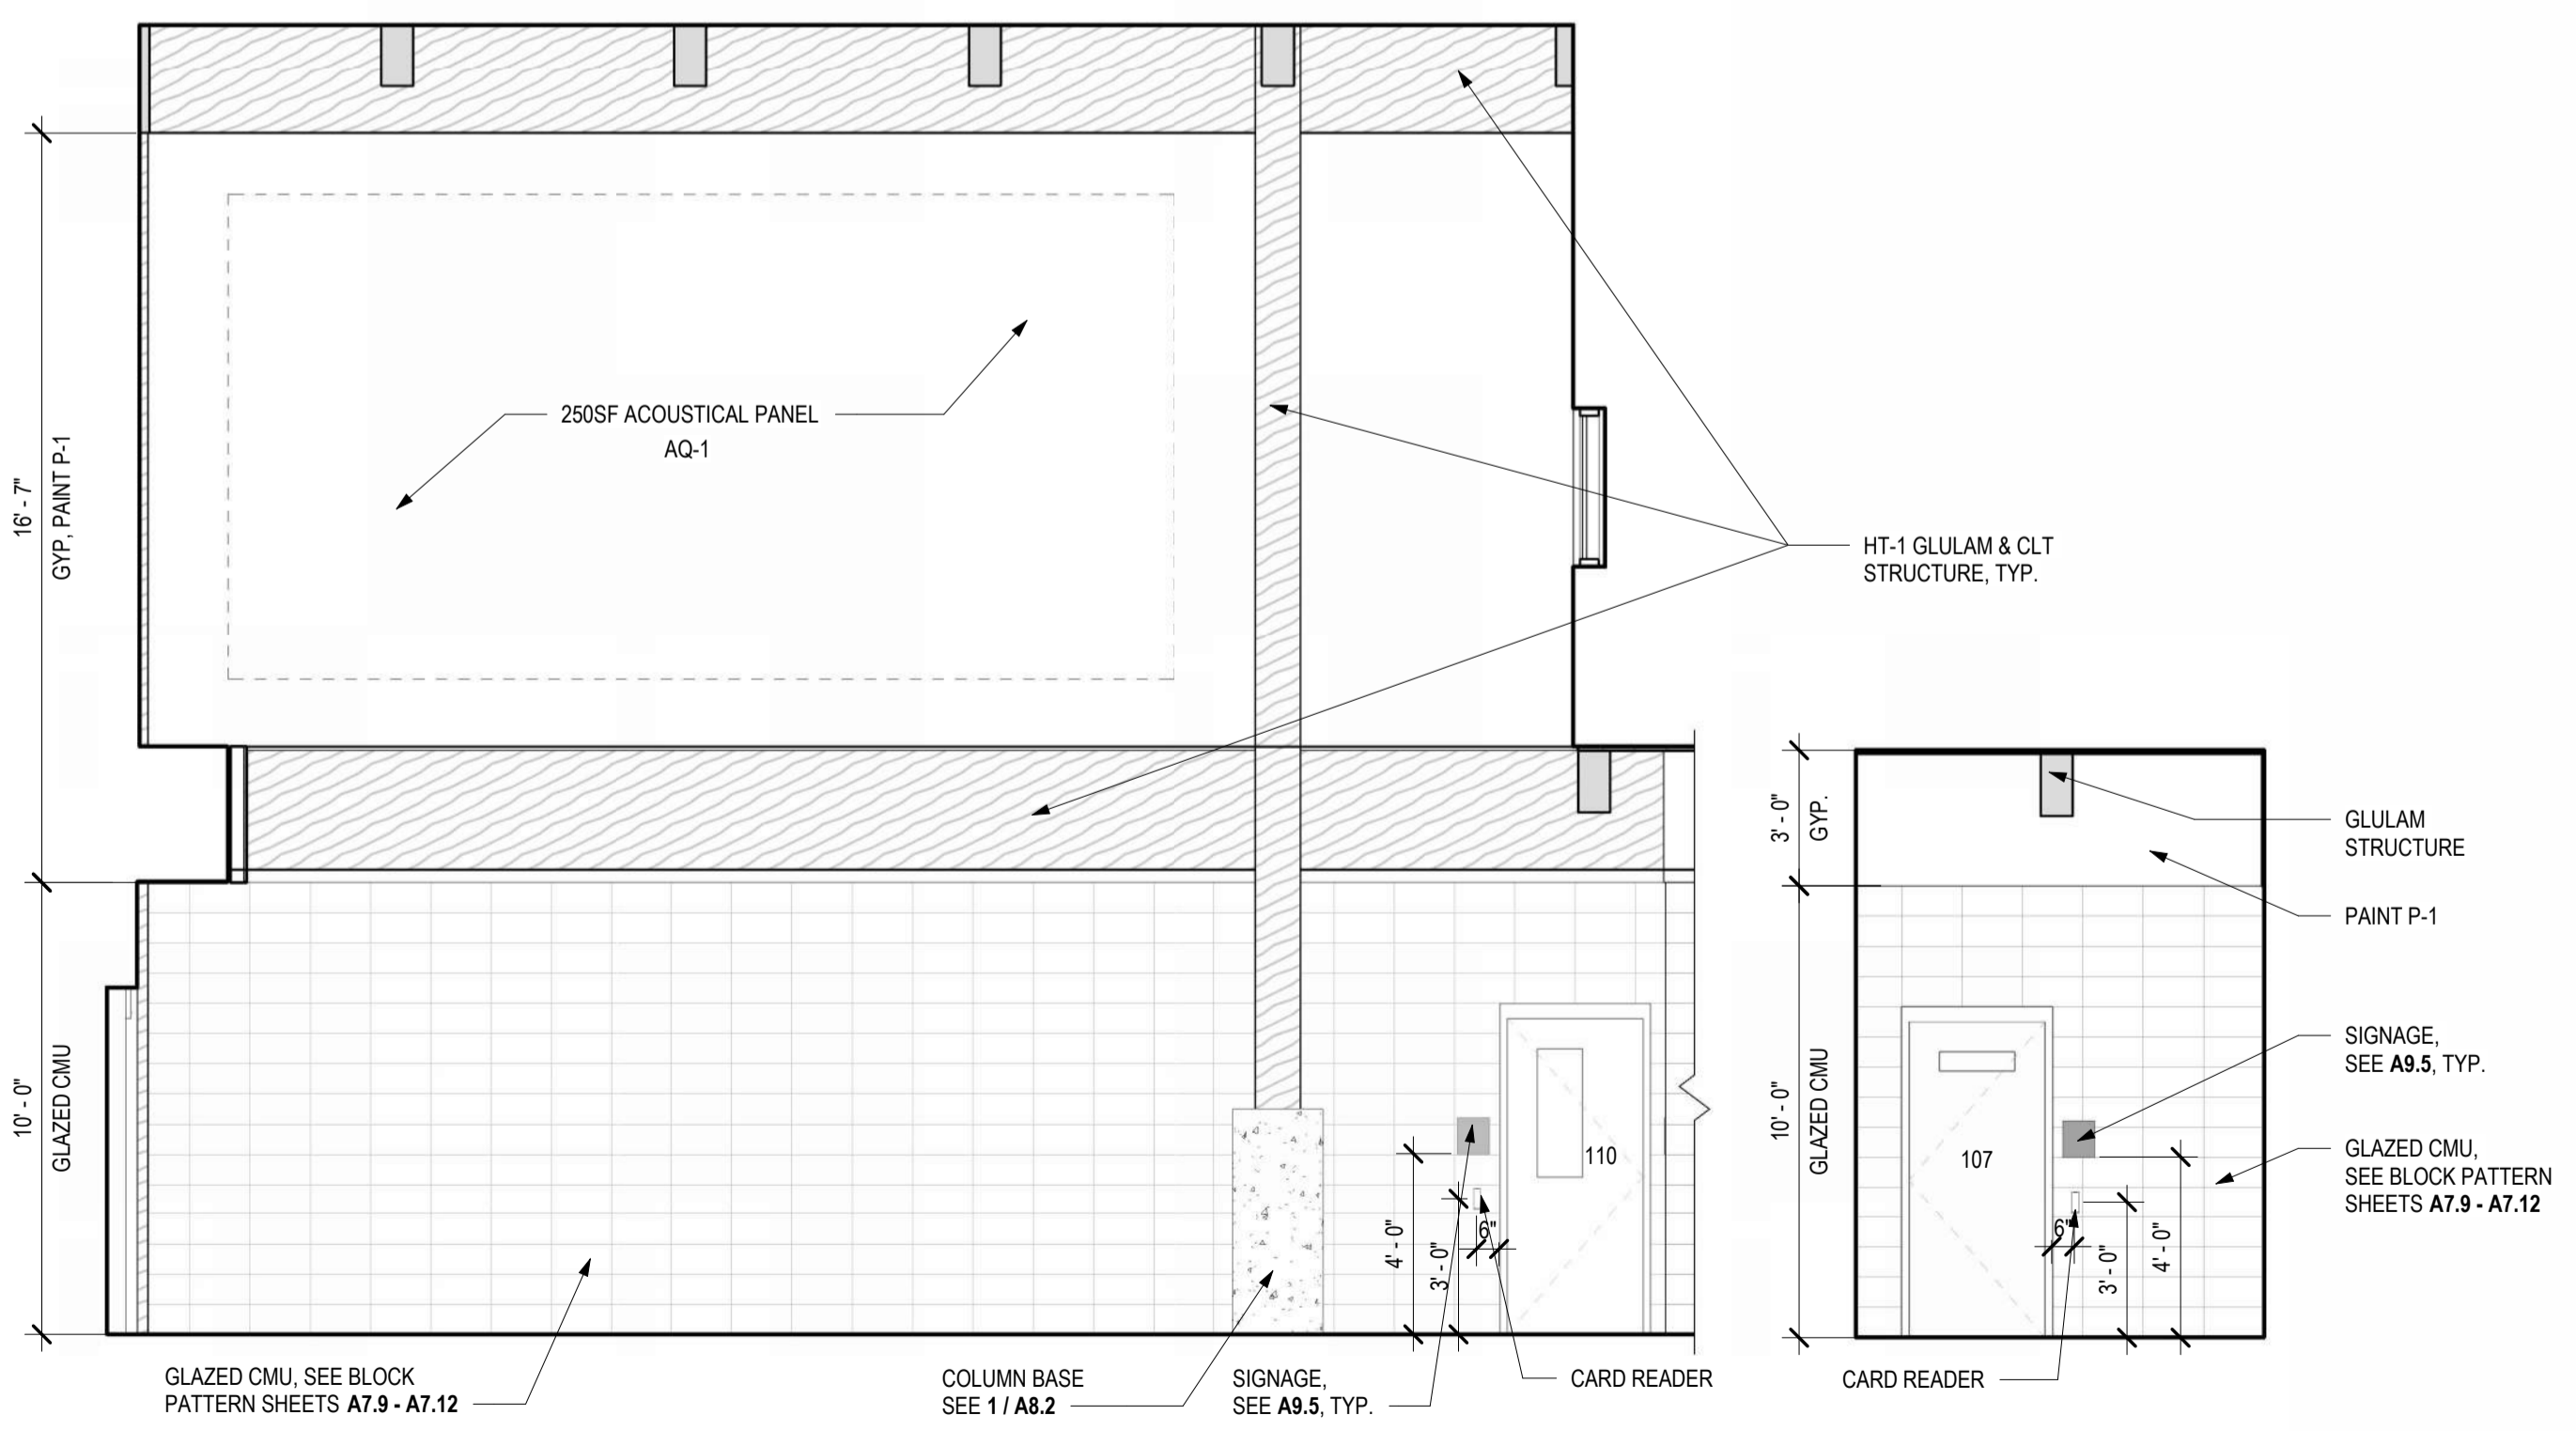 16' - 7"
GYP, PAINT P-1
250SF ACOUSTICAL PANEL
AQ-1
HT-1 GLULAM & CLT
STRUCTURE, TYP.
10' - 0"
GLAZED CMU
110
4' - 0"
3' - 0"
6"
GLAZED CMU, SEE BLOCK
PATTERN SHEETS A7.9 - A7.12
COLUMN BASE
SEE 1 / A8.2
SIGNAGE,
SEE A9.5, TYP.
CARD READER
3' - 0"
GYP.
10' - 0"
GLAZED CMU
107
6"
3' - 0"
4' - 0"
GLULAM
STRUCTURE
PAINT P-1
SIGNAGE,
SEE A9.5, TYP.
GLAZED CMU,
SEE BLOCK PATTERN
SHEETS A7.9 - A7.12
CARD READER